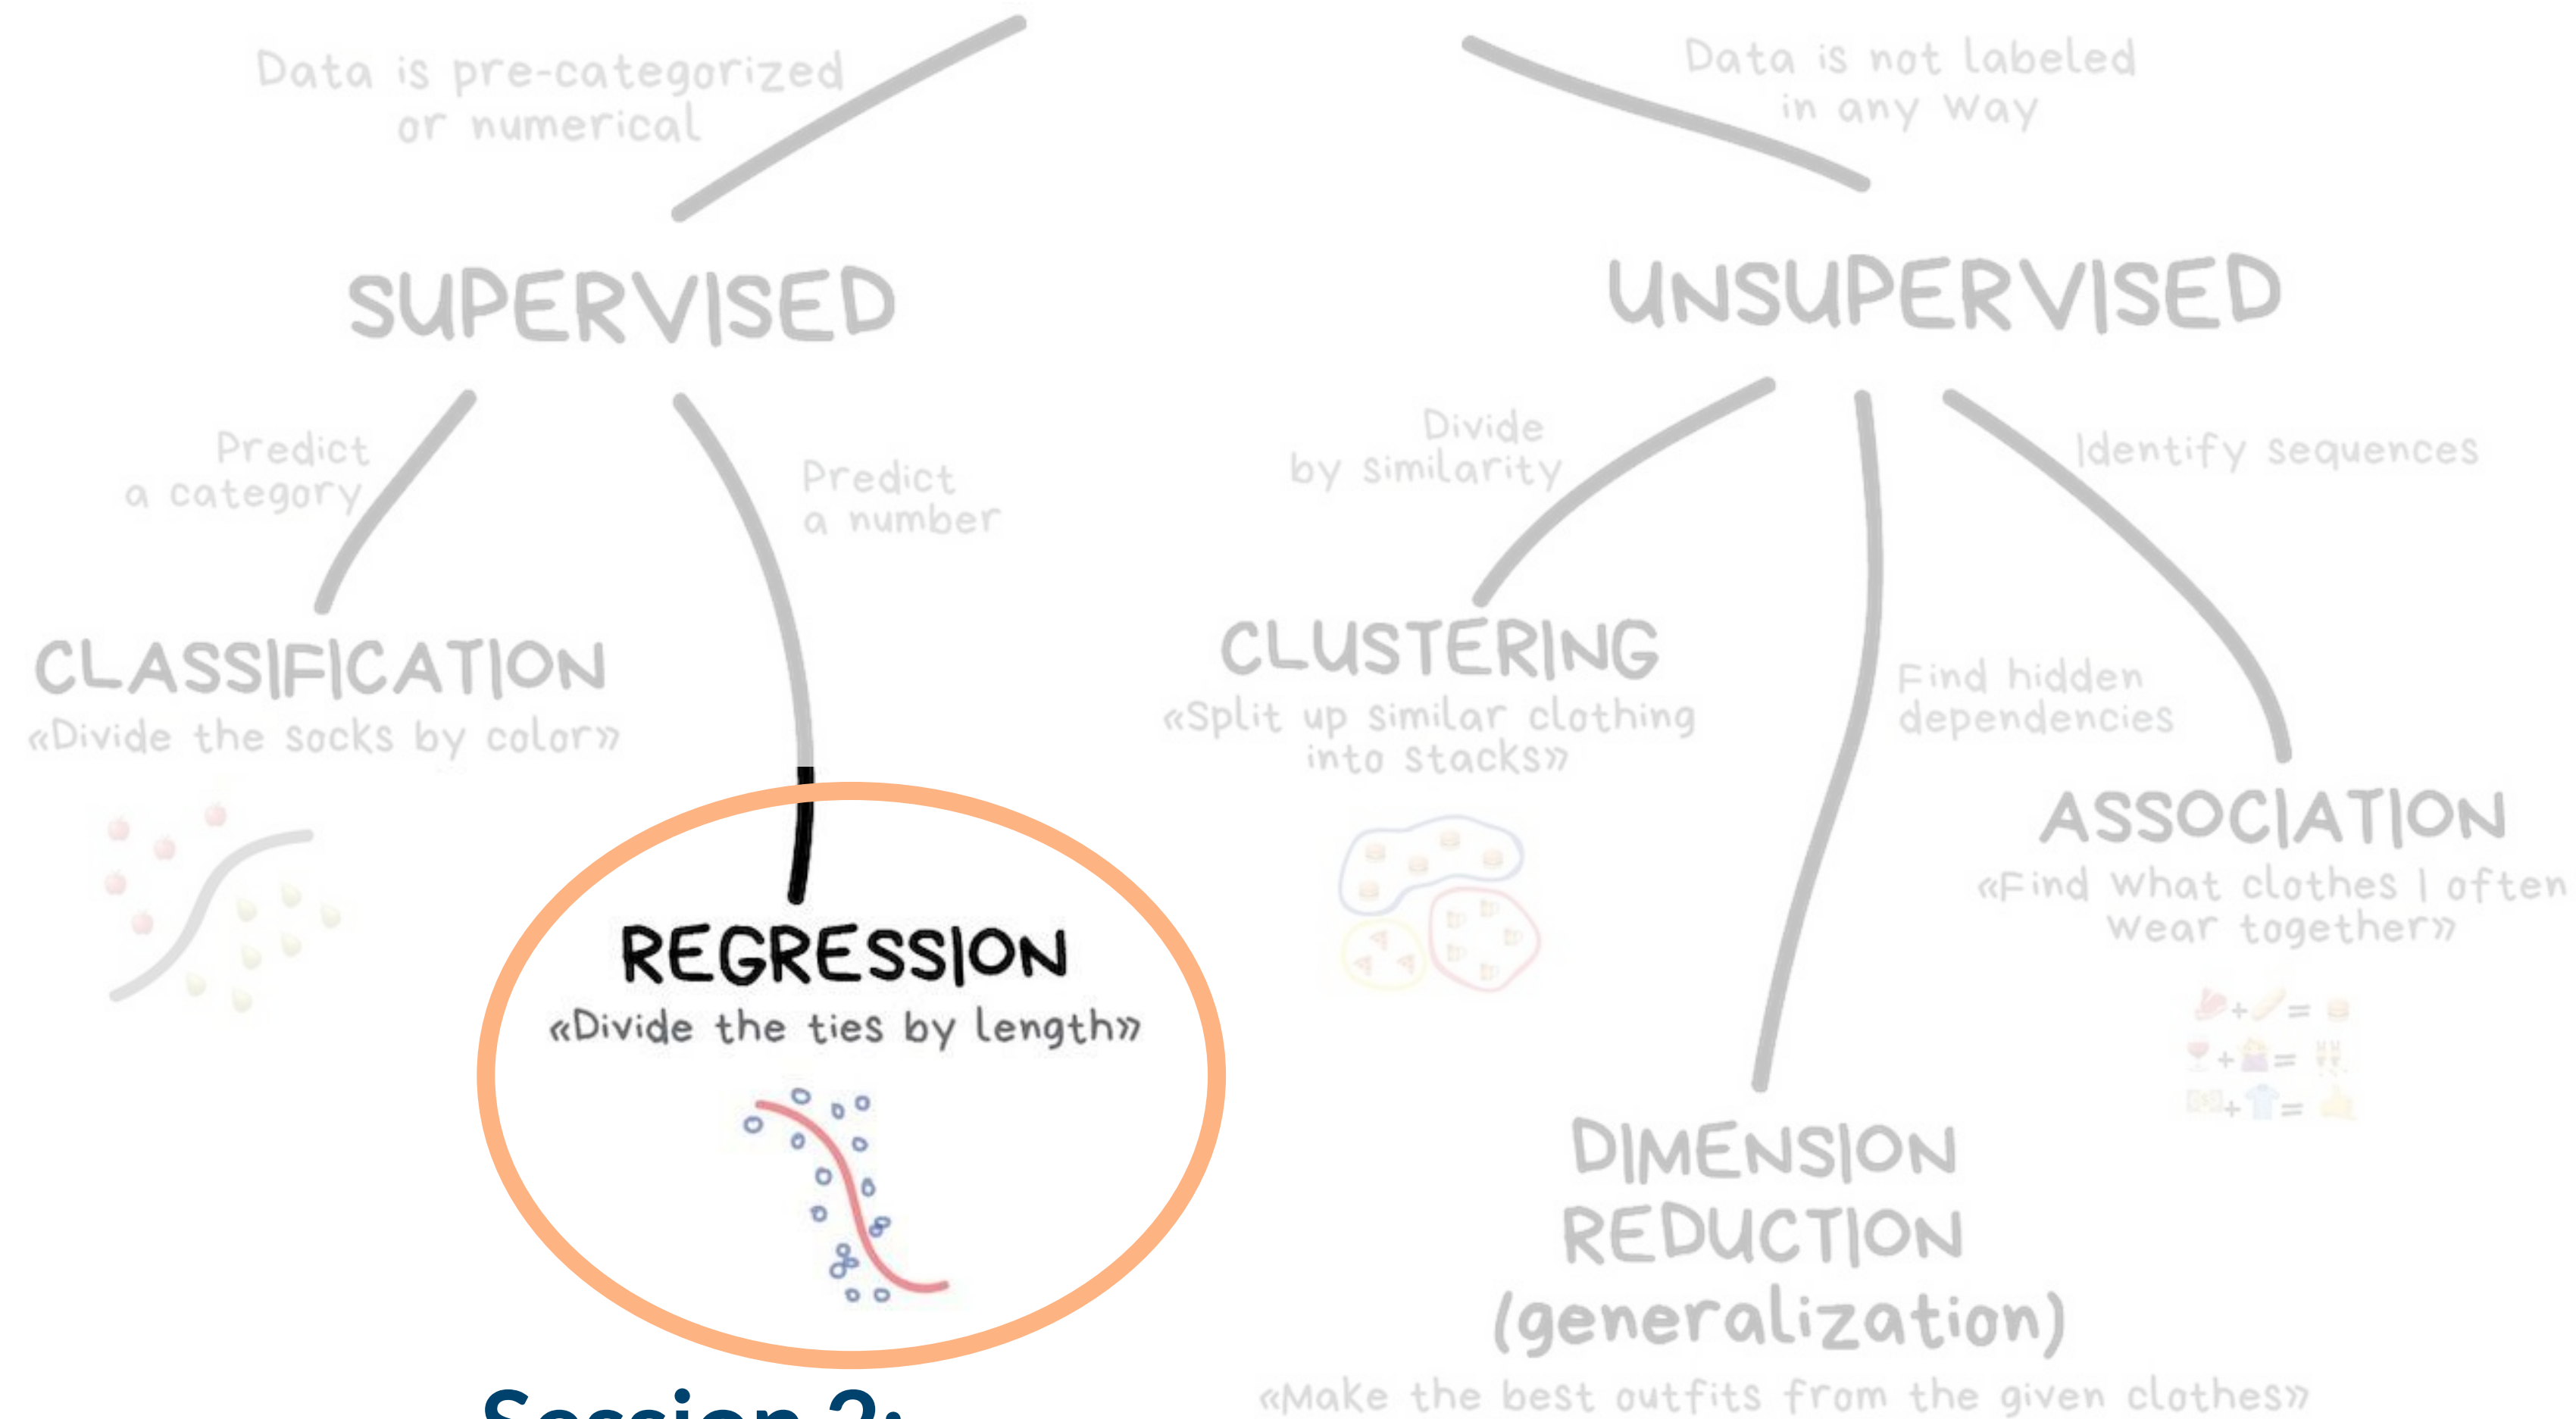 Data is pre-categorized
or numerical
Data is not labeled
in any way
SUPERVISED
UNSUPERVISED
Predict
a category
Predict
a number
Divide
by similarity
Identify sequences
CLASSIFICATION
«Divide the socks by color»
CLUSTERING
«Split up similar clothing
into stacks»
Find hidden
dependencies
ASSOCIATION
«Find what clothes I often
wear together»
REGRESSION
«Divide the ties by length»
DIMENSION
REDUCTION
(generalization)
«Make the best outfits from the given clothes»
Session 2: